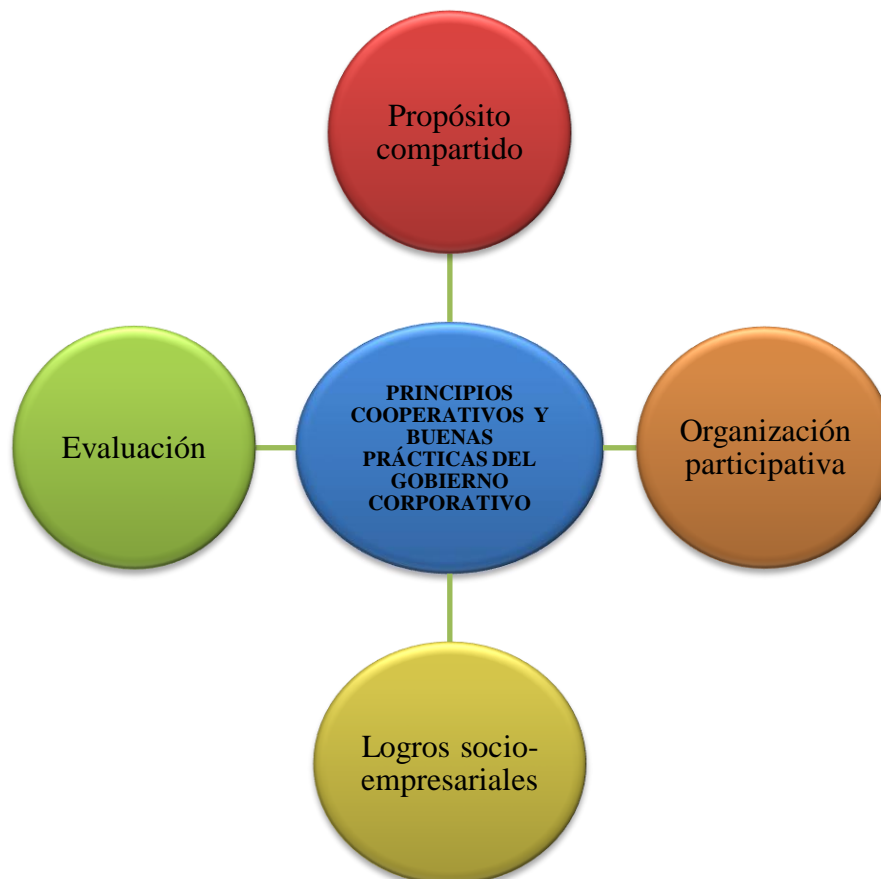 Propósito
compartido
Evaluación
PRINCIPIOS
COOPERATIVOS Y
BUENAS
PRÁCTICAS DEL
GOBIERNO
CORPORATIVO
Organización
participativa
Logros socio-
empresariales